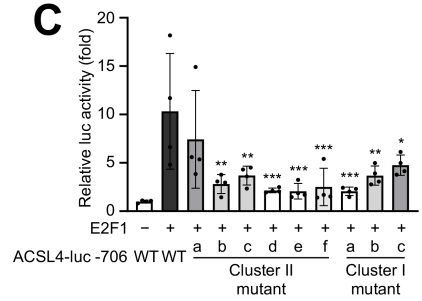 C
Relative luc activity (fold)
20
15
10
5
0
** ** *** *** *** *** ** *
E2F1 − + + + + + + + + + +
ACSL4-luc -706 WT WT a b c d e f a b c
Cluster II mutant
Cluster I mutant